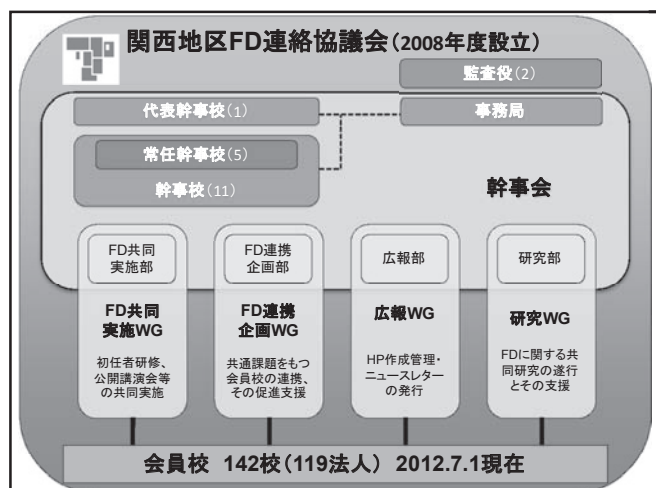 関西地区FD連絡協議会(2008年度設立)
監査役(2)
代表幹事校(1)
事務局
常任幹事校(5)
幹事校(11)
幹事会
FD共同
実施部
FD連携
企画部
広報部
研究部
FD共同
実施WG
FD連携
企画WG
広報WG
研究WG
初任者研修、
公開講演会等
の共同実施
共通課題をもつ
会員校の連携、
その促進支援
HP作成管理・
ニュースレター
の発行
FDに関する共
同研究の遂行
とその支援
会員校 142校(119法人) 2012.7.1現在